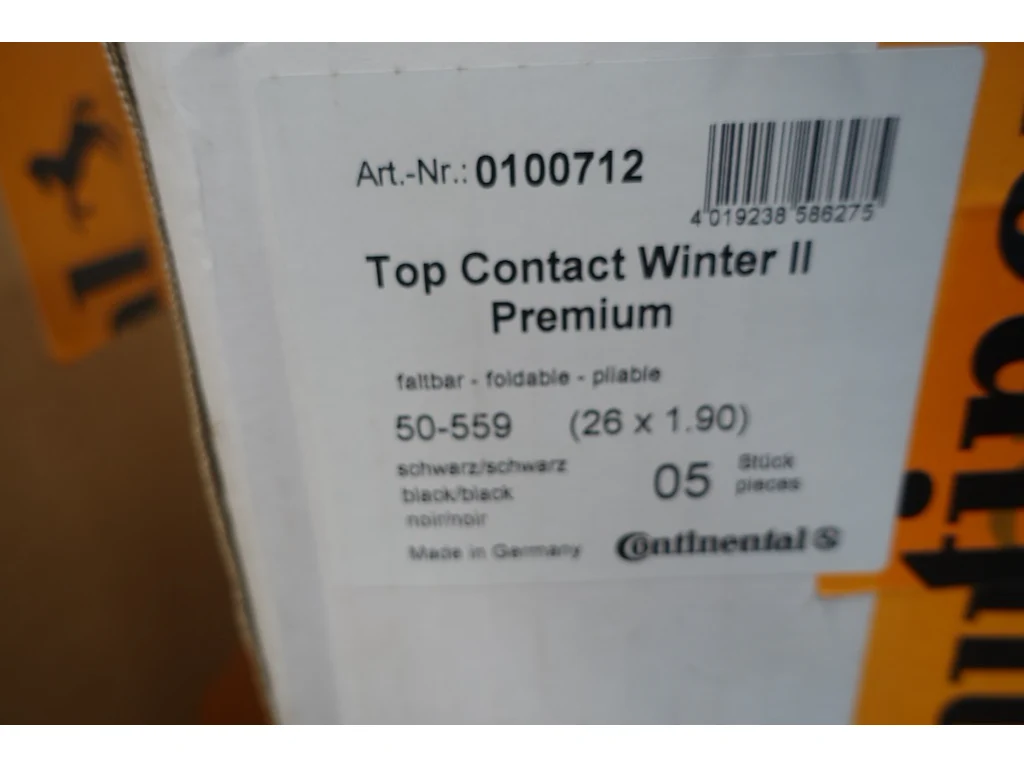 Art.-Nr.: 0100712
4 019238 586275
Top Contact Winter II
Premium
faltbar - foldable - pliable
50-559 (26 x 1.90)
schwarz/schwarz
black/black
noir/noir
05 Stück
pieces
Made in Germany
Continental